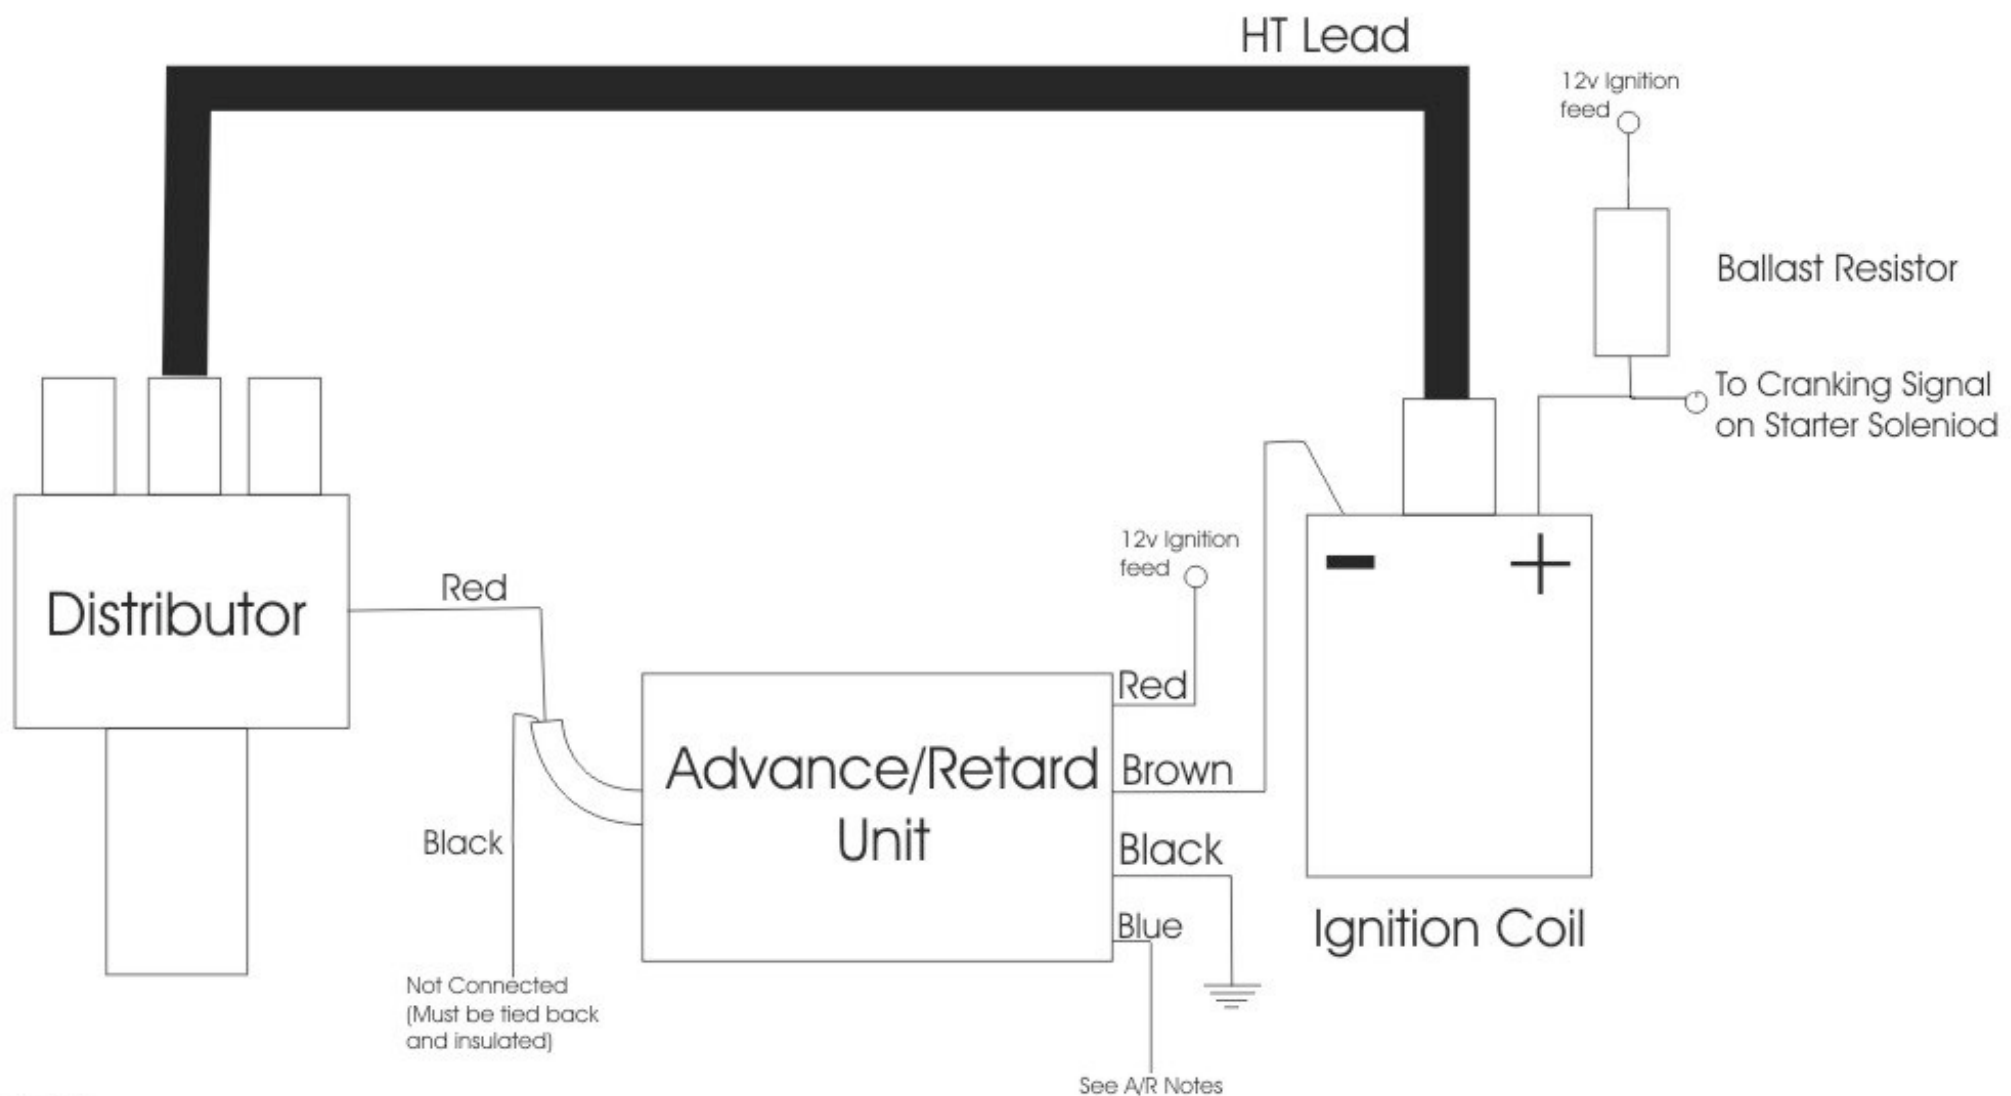 HT Lead
12v Ignition
feed
Ballast Resistor
To Cranking Signal
on Starter Soleniod
12v Ignition
feed
Red
Distributor
Red
Advance/Retard
Unit
Brown
Black
Black
Blue
Ignition Coil
Not Connected
(Must be tied back
and insulated)
See A/R Notes